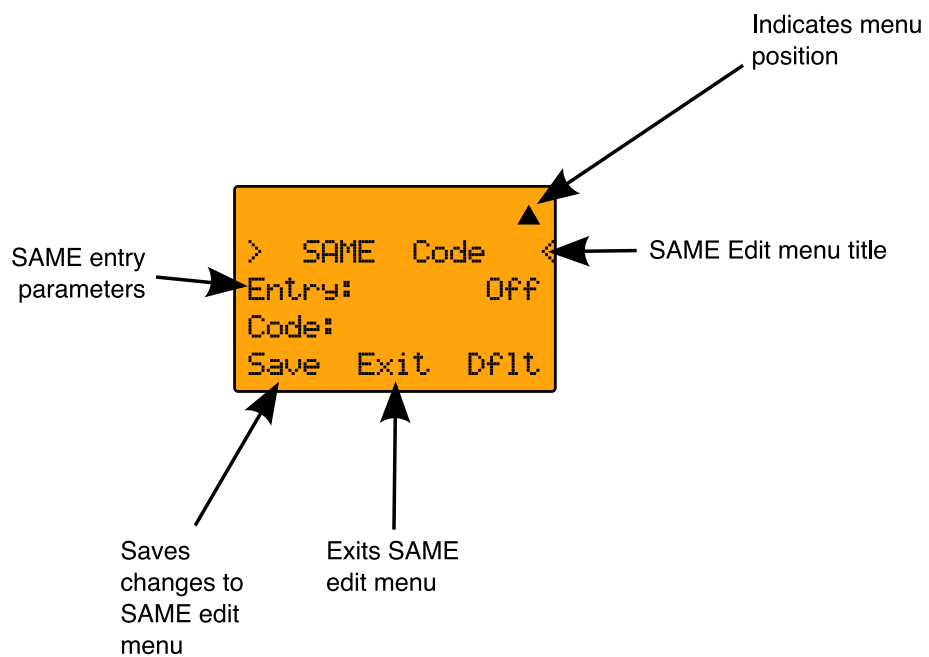 Indicates menu
position
> SAME Code <
SAME Edit menu title
SAME entry
parameters
Entry: Off
Code:
Save Exit Dflt
Saves
changes to
SAME edit
menu
Exits SAME
edit menu